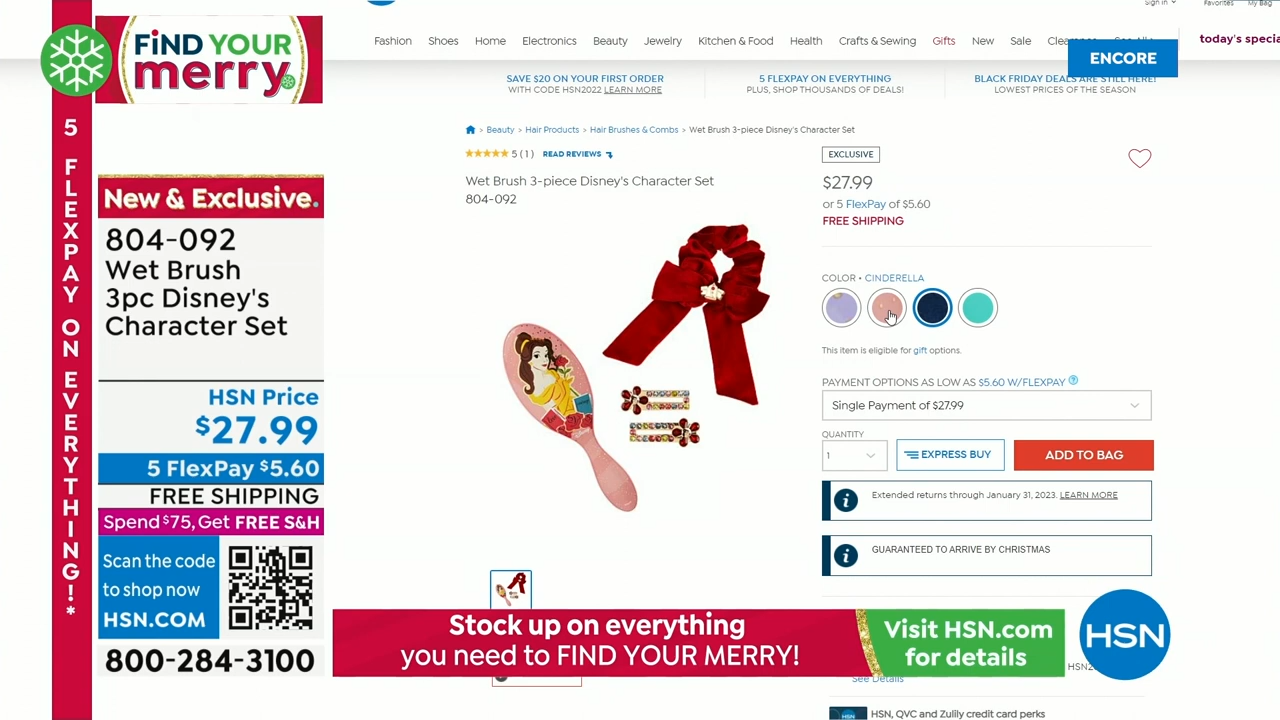 5 FLEXPAY ON EVERYTHING!*
FiND YOUR
merry.
New & Exclusive.
804-092
Wet Brush
3pc Disney's
Character Set
HSN Price
$27.99
5 FlexPay $5.60
FREE SHIPPING
Spend $75, Get FREE S&H
Scan the code
to shop now
HSN.COM
800-284-3100
Sign in
Favorites
My Bag
Fashion Shoes Home Electronics Beauty Jewelry Kitchen & Food Health Crafts & Sewing Gifts New Sale
today's specia
ENCORE
SAVE $20 ON YOUR FIRST ORDER
WITH CODE HSN2022 LEARN MORE
5 FLEXPAY ON EVERYTHING
PLUS, SHOP THOUSANDS OF DEALS!
BLACK FRIDAY DEALS ARE STILL HERE!
LOWEST PRICES OF THE SEASON
> Beauty > Hair Products > Hair Brushes & Combs > Wet Brush 3-piece Disney's Character Set
5 (1) READ REVIEWS
Wet Brush 3-piece Disney's Character Set
804-092
EXCLUSIVE
$27.99
or 5 FlexPay of $5.60
FREE SHIPPING
COLOR • CINDERELLA
This item is eligible for gift options.
PAYMENT OPTIONS AS LOW AS $5.60 W/FLEXPAY ?
Single Payment of $27.99
QUANTITY
1
EXPRESS BUY
ADD TO BAG
i Extended returns through January 31, 2023. LEARN MORE
i GUARANTEED TO ARRIVE BY CHRISTMAS
Stock up on everything
you need to FIND YOUR MERRY!
Visit HSN.com
for details
HSN
See Details
HSN
HSN, QVC and Zulily credit card perks